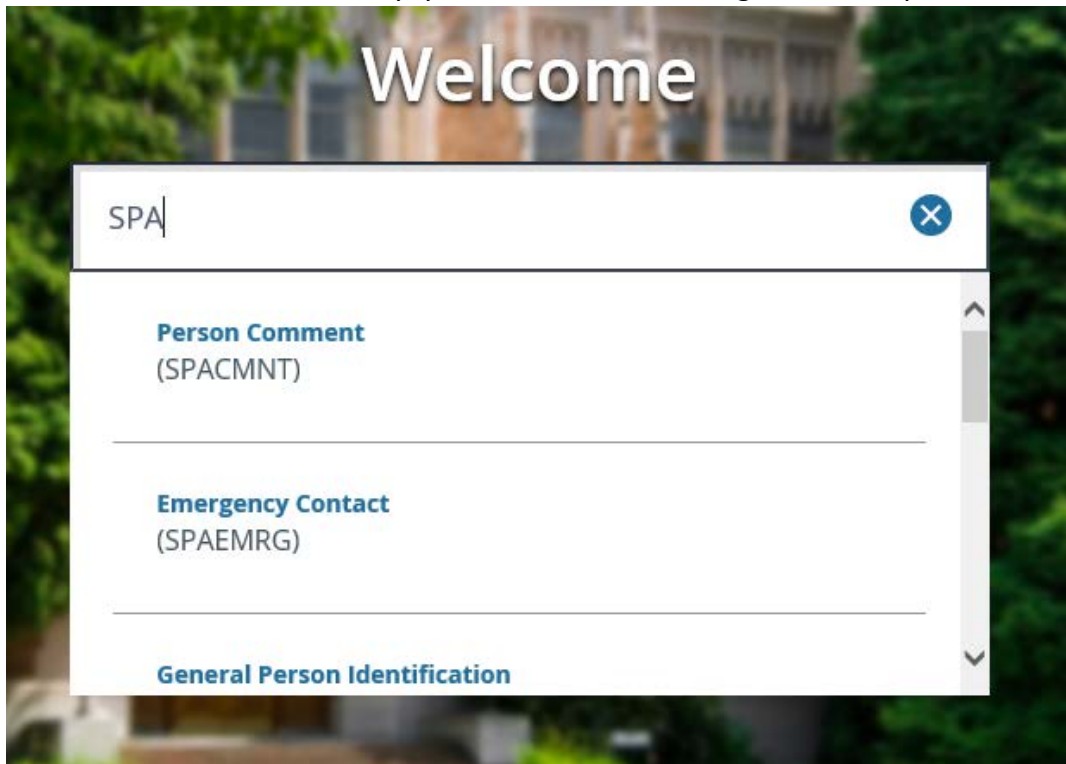 Welcome
SPA
Person Comment
(SPACMNT)
Emergency Contact
(SPAEMRG)
General Person Identification